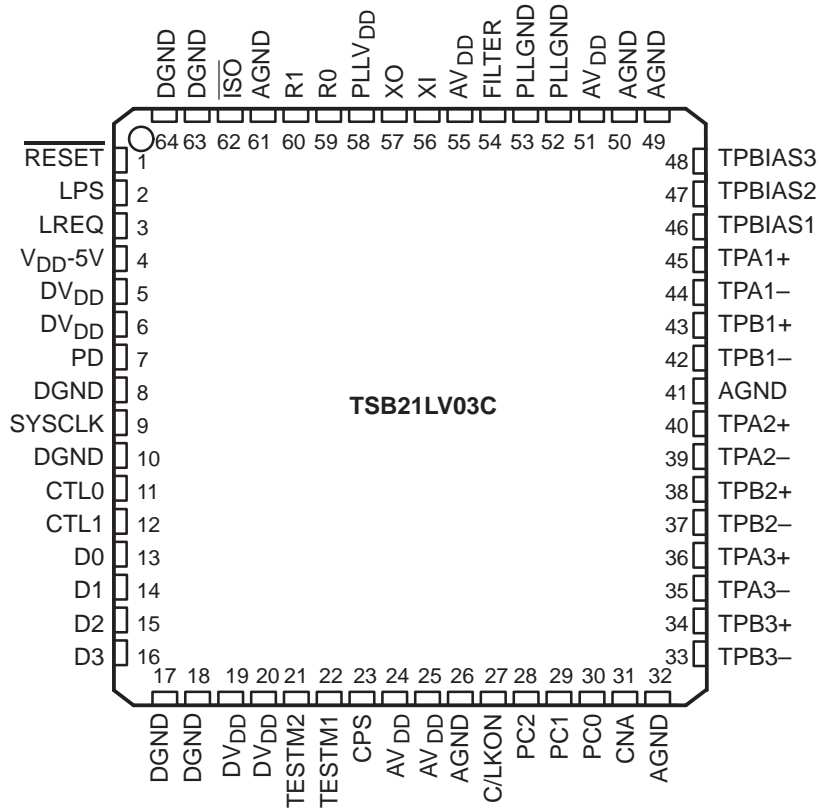 DGND
DGND
ISO
AGND
R1
R0
PLLVDD
XO
XI
AVDD
FILTER
PLLGND
PLLGND
AVDD
AGND
AGND
64 63 62 61 60 59 58 57 56 55 54 53 52 51 50 49
RESET 1 48 TPBIAS3
LPS 2 47 TPBIAS2
LREQ 3 46 TPBIAS1
VDD-5V 4 45 TPA1+
DVDD 5 44 TPA1–
DVDD 6 43 TPB1+
PD 7 42 TPB1–
DGND 8 41 AGND
TSB21LV03C
SYSCLK 9 40 TPA2+
DGND 10 39 TPA2–
CTL0 11 38 TPB2+
CTL1 12 37 TPB2–
D0 13 36 TPA3+
D1 14 35 TPA3–
D2 15 34 TPB3+
D3 16 33 TPB3–
17 18 19 20 21 22 23 24 25 26 27 28 29 30 31 32
DGND
DGND
DVDD
DVDD
TESTM2
TESTM1
CPS
AVDD
AVDD
AGND
C/LKON
PC2
PC1
PC0
CNA
AGND